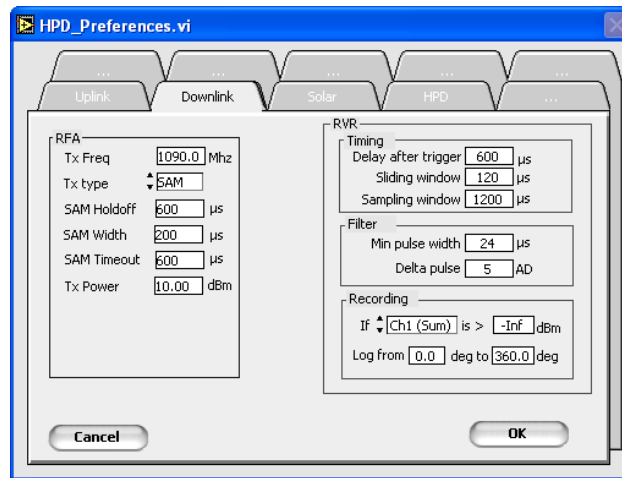 HPD_Preferences.vi
... ... ... ... ...
Uplink Downlink Solar HPD ...
RFA
Tx Freq 1090.0 Mhz
Tx type SAM
SAM Holdoff 600 µs
SAM Width 200 µs
SAM Timeout 600 µs
Tx Power 10.00 dBm
RVR
Timing
Delay after trigger 600 µs
Sliding window 120 µs
Sampling window 1200 µs
Filter
Min pulse width 24 µs
Delta pulse 5 AD
Recording
If Ch1 (Sum) is > -Inf dBm
Log from 0.0 deg to 360.0 deg
Cancel
OK